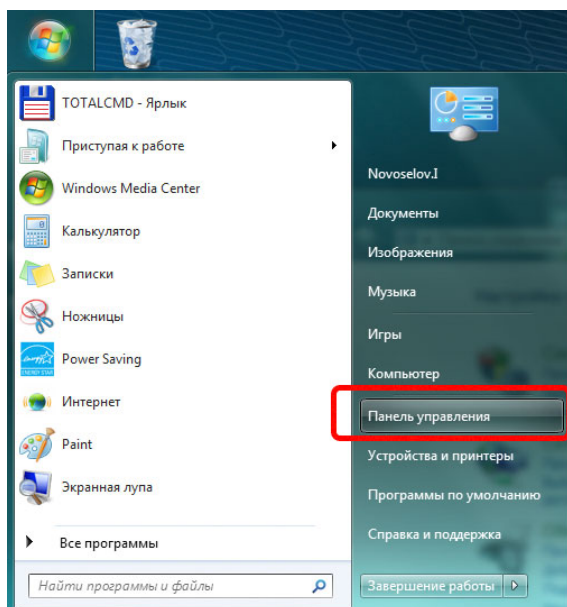 TOTALCMD - Ярлык
Приступая к работе
Windows Media Center
Калькулятор
Записки
Ножницы
Power Saving
Интернет
Paint
Экранная лупа
Все программы
Найти программы и файлы
Novoselov.I
Документы
Изображения
Музыка
Игры
Компьютер
Панель управления
Устройства и принтеры
Программы по умолчанию
Справка и поддержка
Завершение работы